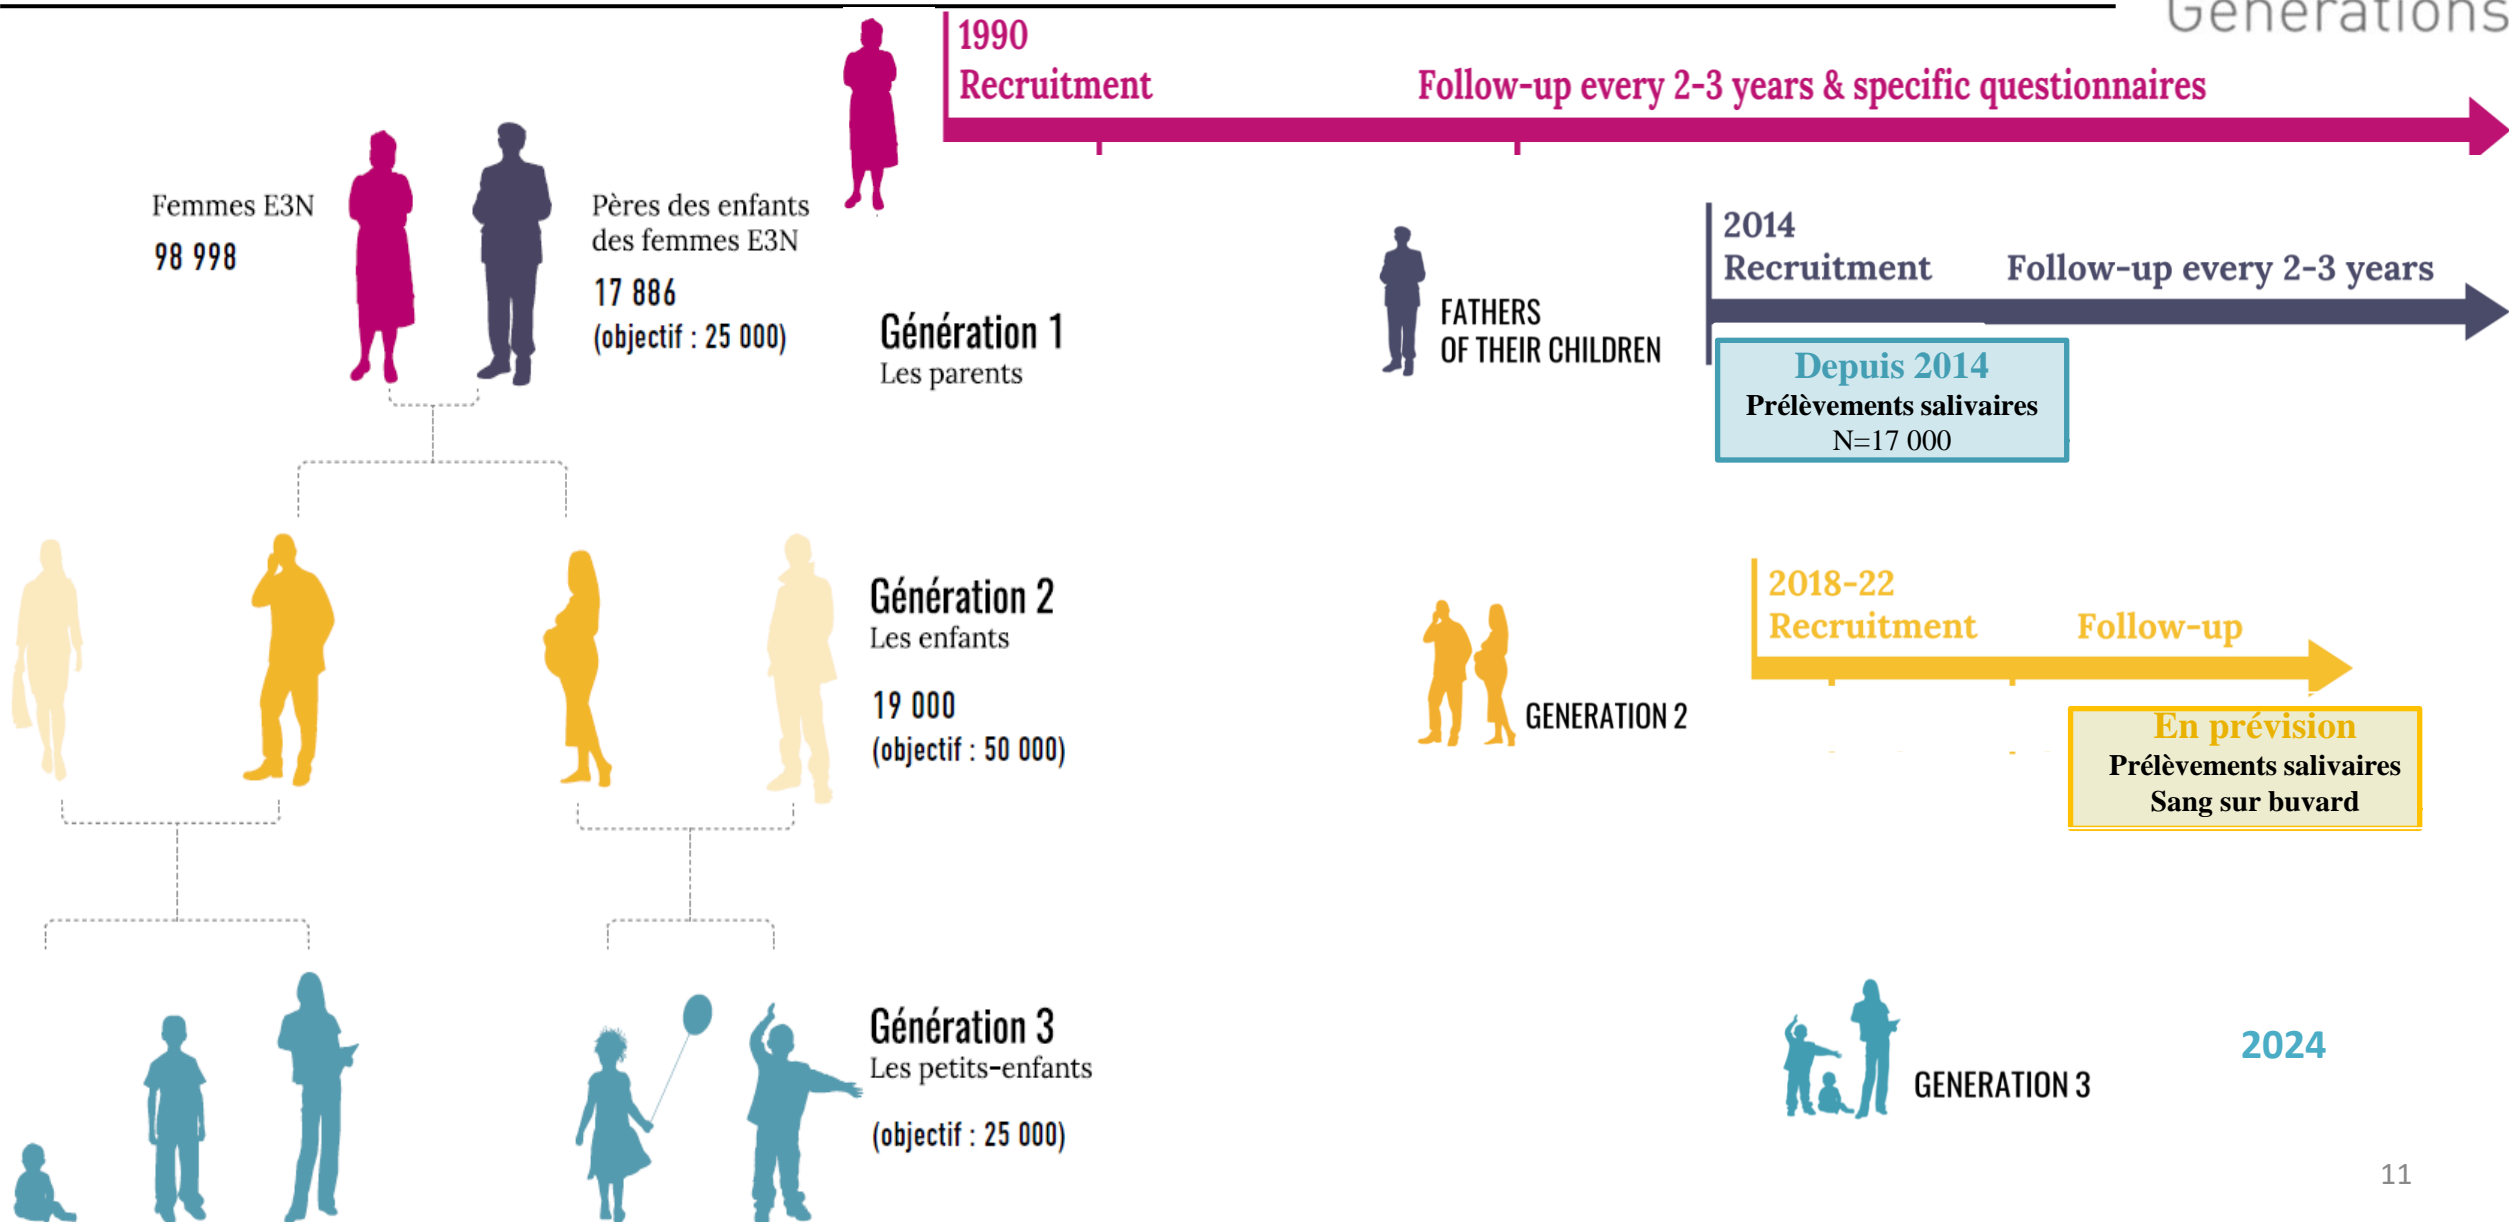 Generations
1990
Recruitment
Follow-up every 2-3 years & specific questionnaires
Femmes E3N
98 998
Pères des enfants
des femmes E3N
17 886
(objectif : 25 000)
Génération 1
Les parents
FATHERS
OF THEIR CHILDREN
2014
Recruitment
Follow-up every 2-3 years
Depuis 2014
Prélèvements salivaires
N=17 000
Génération 2
Les enfants
19 000
(objectif : 50 000)
GENERATION 2
2018-22
Recruitment
Follow-up
En prévision
Prélèvements salivaires
Sang sur buvard
Génération 3
Les petits-enfants
(objectif : 25 000)
GENERATION 3
2024
11